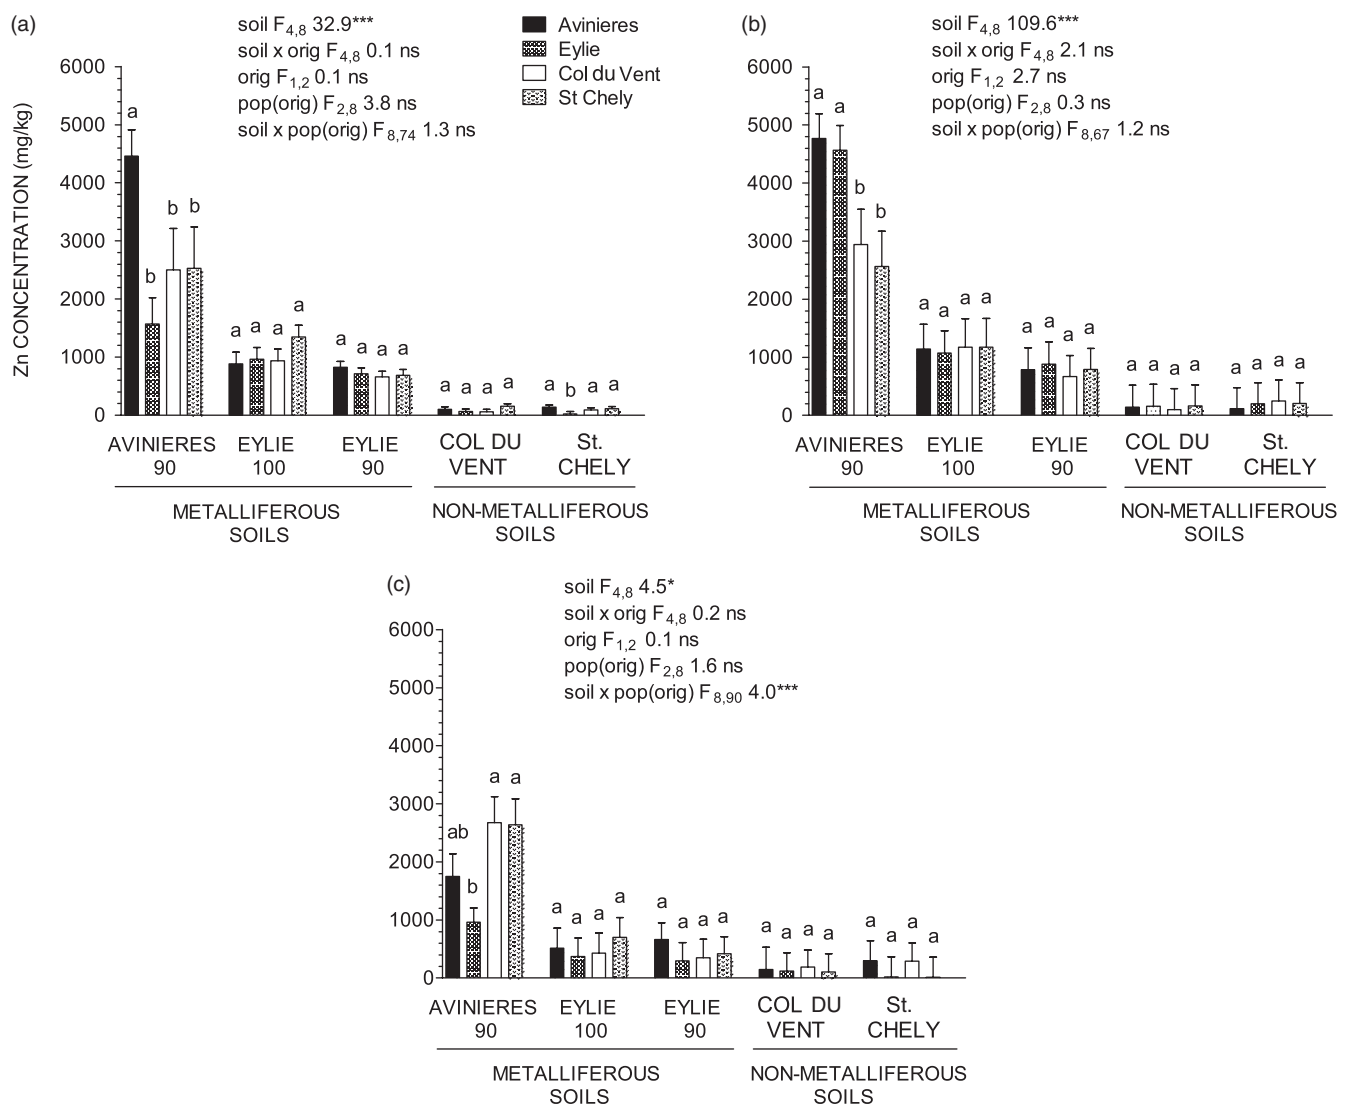 (a)
soil F4,8 32.9***
soil x orig F4,8 0.1 ns
orig F1,2 0.1 ns
pop(orig) F2,8 3.8 ns
soil x pop(orig) F8,74 1.3 ns
Avinieres
Eylie
Col du Vent
St Chely
Zn CONCENTRATION (mg/kg)
6000
5000
4000
3000
2000
1000
0
a b b b
a a a a
a a a a
a a a a
a b a a
AVINIERES EYLIE EYLIE COL DU St.
90 100 90 VENT CHELY
METALLIFEROUS NON-METALLIFEROUS
SOILS SOILS
(b)
soil F4,8 109.6***
soil x orig F4,8 2.1 ns
orig F1,2 2.7 ns
pop(orig) F2,8 0.3 ns
soil x pop(orig) F8,67 1.2 ns
6000
5000
4000
3000
2000
1000
0
a a b b
a a a a
a a a a
a a a a
a a a a
AVINIERES EYLIE EYLIE COL DU St.
90 100 90 VENT CHELY
METALLIFEROUS NON-METALLIFEROUS
SOILS SOILS
(c)
soil F4,8 4.5*
soil x orig F4,8 0.2 ns
orig F1,2 0.1 ns
pop(orig) F2,8 1.6 ns
soil x pop(orig) F8,90 4.0***
6000
5000
4000
3000
2000
1000
0
ab b a a
a a a a
a a a a
a a a a
a a a a
AVINIERES EYLIE EYLIE COL DU St.
90 100 90 VENT CHELY
METALLIFEROUS NON-METALLIFEROUS
SOILS SOILS